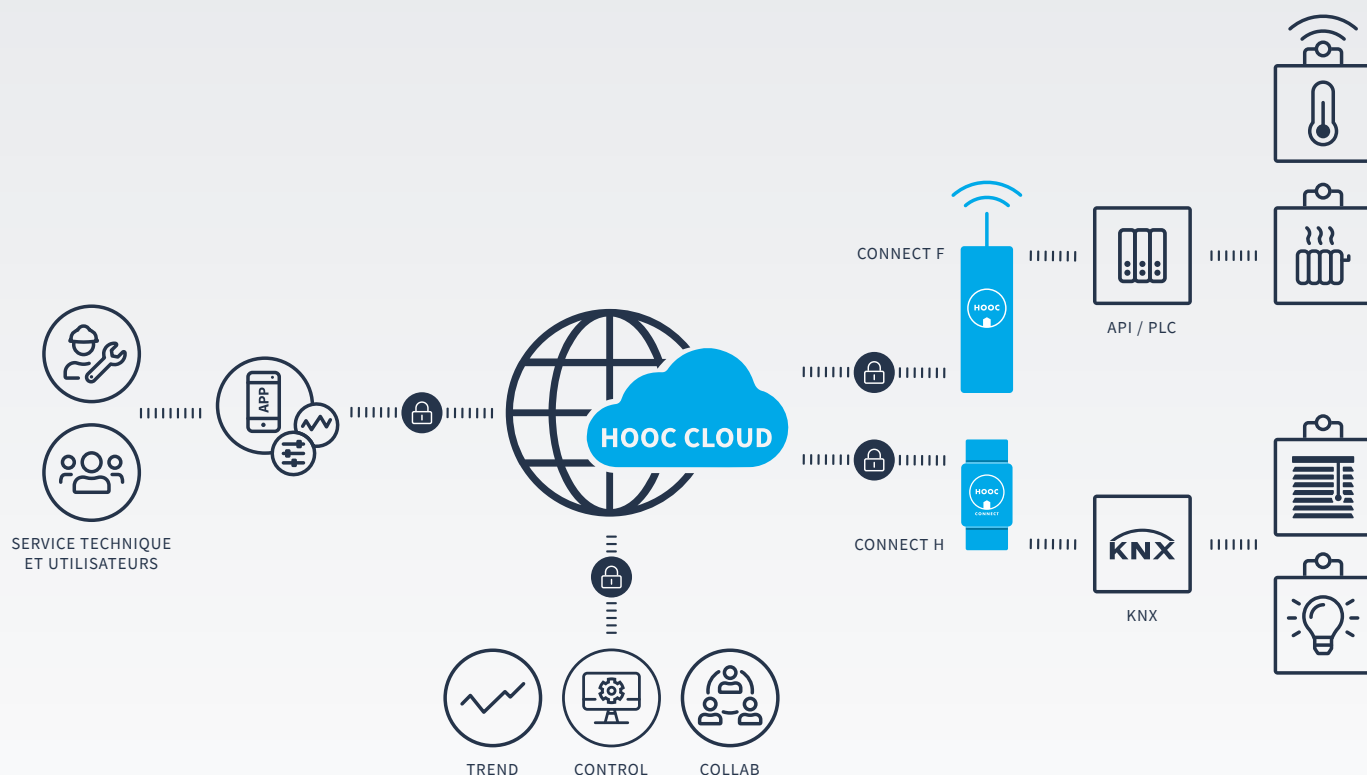 CONNECT F
HOOC
API / PLC
APP
HOOC CLOUD
HOOC
CONNECT
CONNECT H
KNX
KNX
SERVICE TECHNIQUE
ET UTILISATEURS
TREND
CONTROL
COLLAB